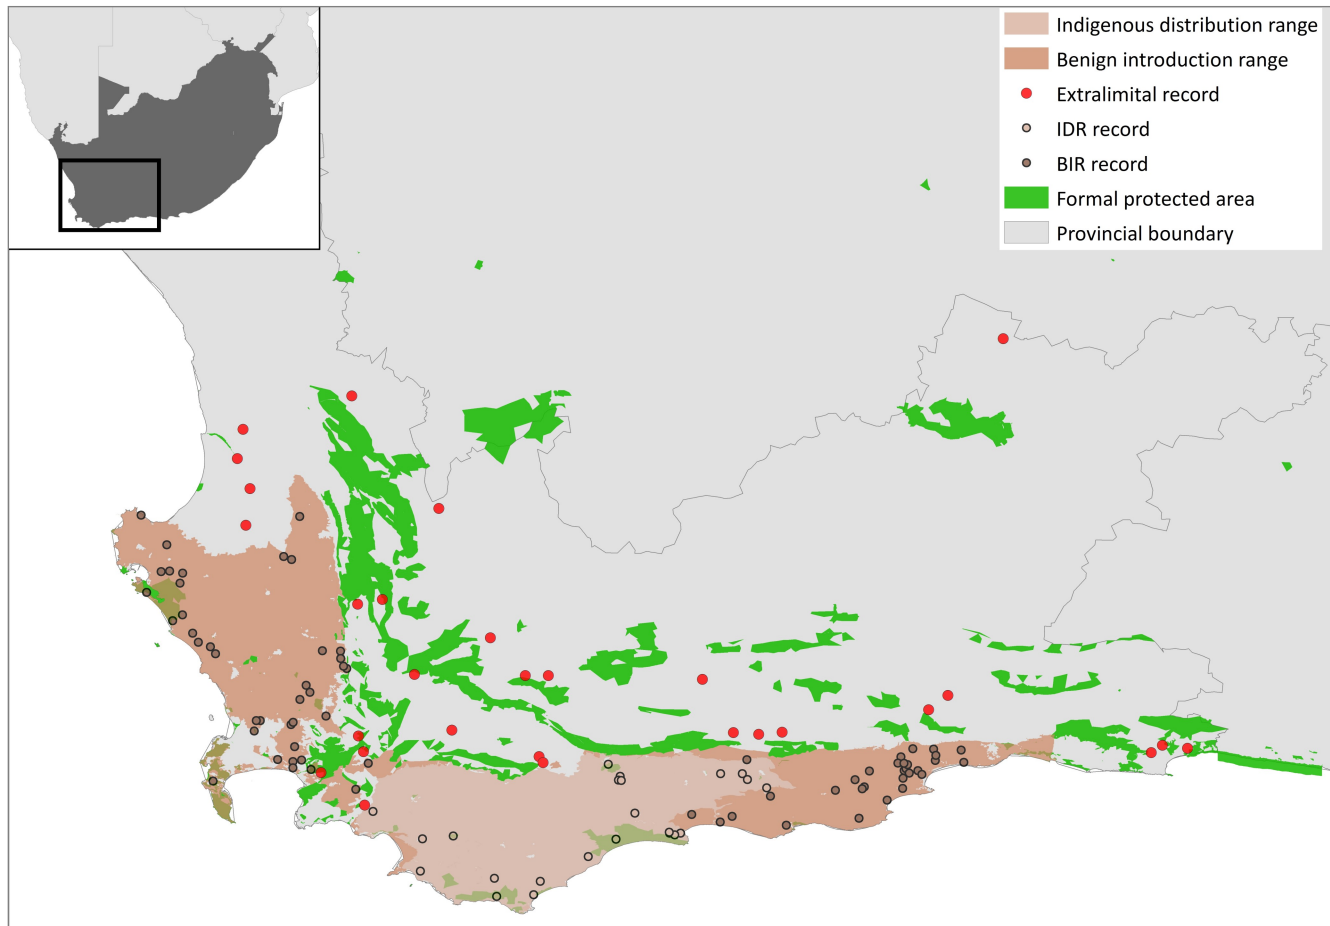 Indigenous distribution range
Benign introduction range
Extralimital record
IDR record
BIR record
Formal protected area
Provincial boundary